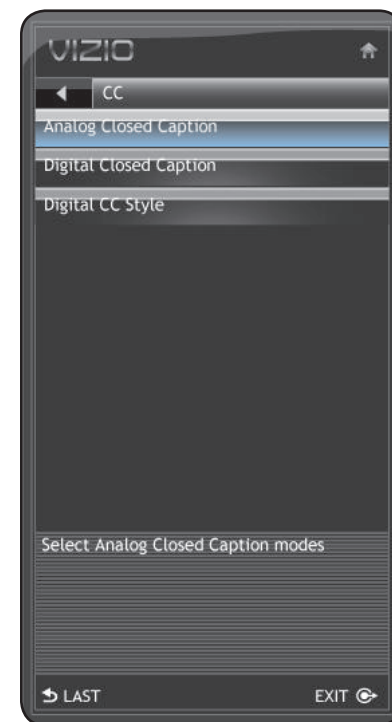 VIZIO
CC
Analog Closed Caption
Digital Closed Caption
Digital CC Style
Select Analog Closed Caption modes
LAST EXIT